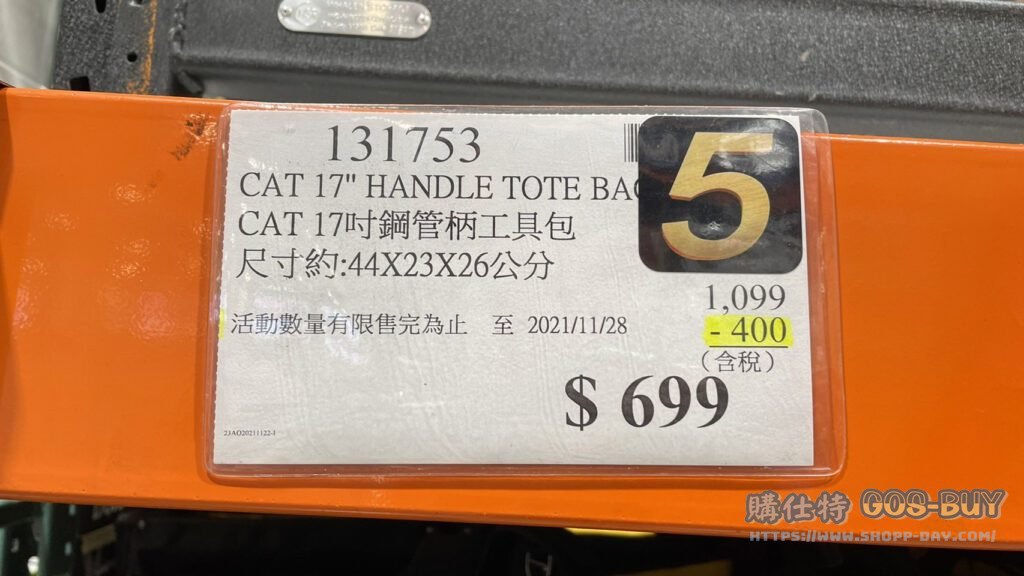 131753
5
CAT 17" HANDLE TOTE BAG
CAT 17吋鋼管柄工具包
尺寸約:44X23X26公分
1,099
活動數量有限售完為止 至 2021/11/28
- 400
(含稅)
$ 699
23AO20211122-1
購仕特 GOS-BUY
HTTPS://WWW.SHOPP-DAY.COM/